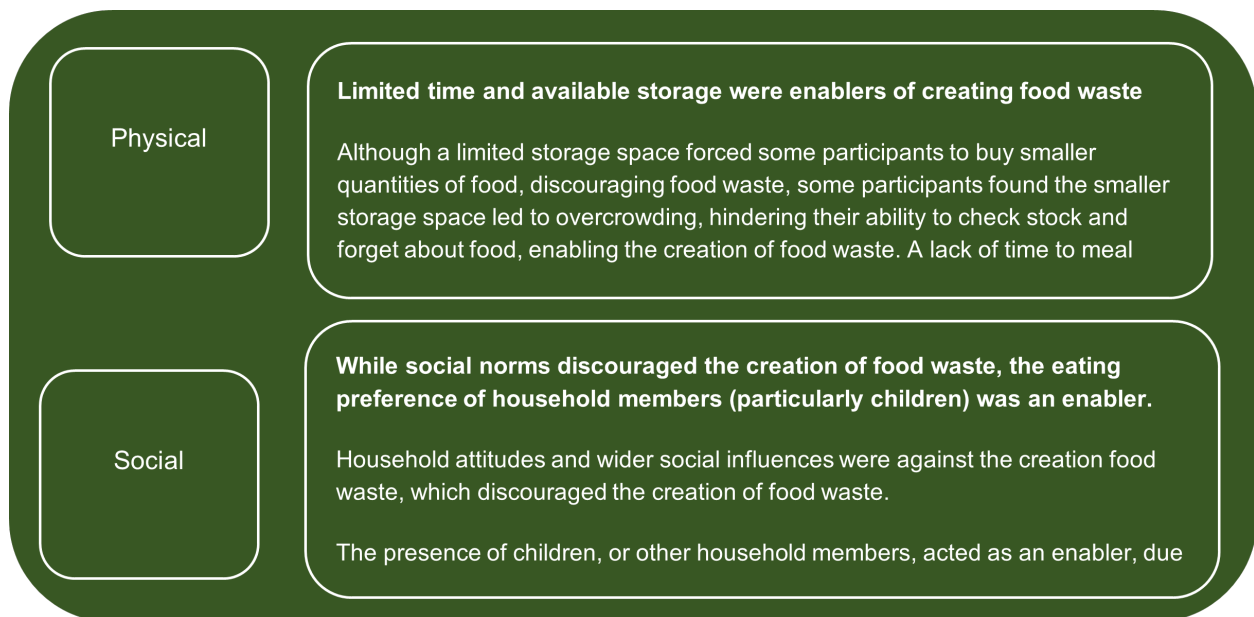 Physical
Limited time and available storage were enablers of creating food waste
Although a limited storage space forced some participants to buy smaller
quantities of food, discouraging food waste, some participants found the smaller
storage space led to overcrowding, hindering their ability to check stock and
forget about food, enabling the creation of food waste. A lack of time to meal
Social
While social norms discouraged the creation of food waste, the eating
preference of household members (particularly children) was an enabler.
Household attitudes and wider social influences were against the creation food
waste, which discouraged the creation of food waste.
The presence of children, or other household members, acted as an enabler, due